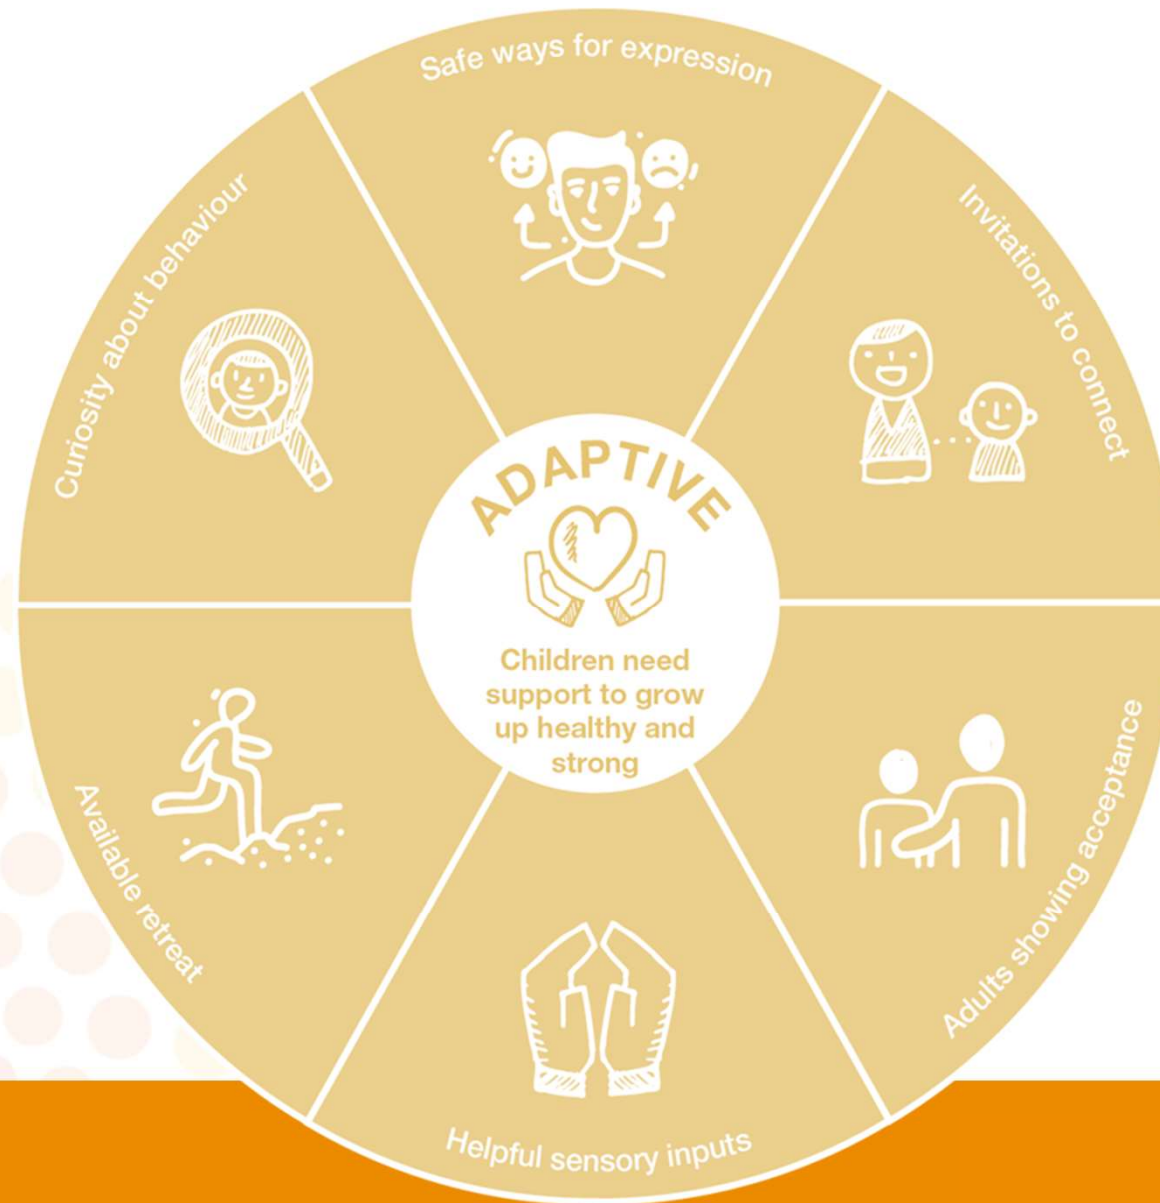 Safe ways for expression
Invitations to connect
Adults showing acceptance
Helpful sensory inputs
Available retreat
Curiosity about behaviour
ADAPTIVE
Children need
support to grow
up healthy and
strong